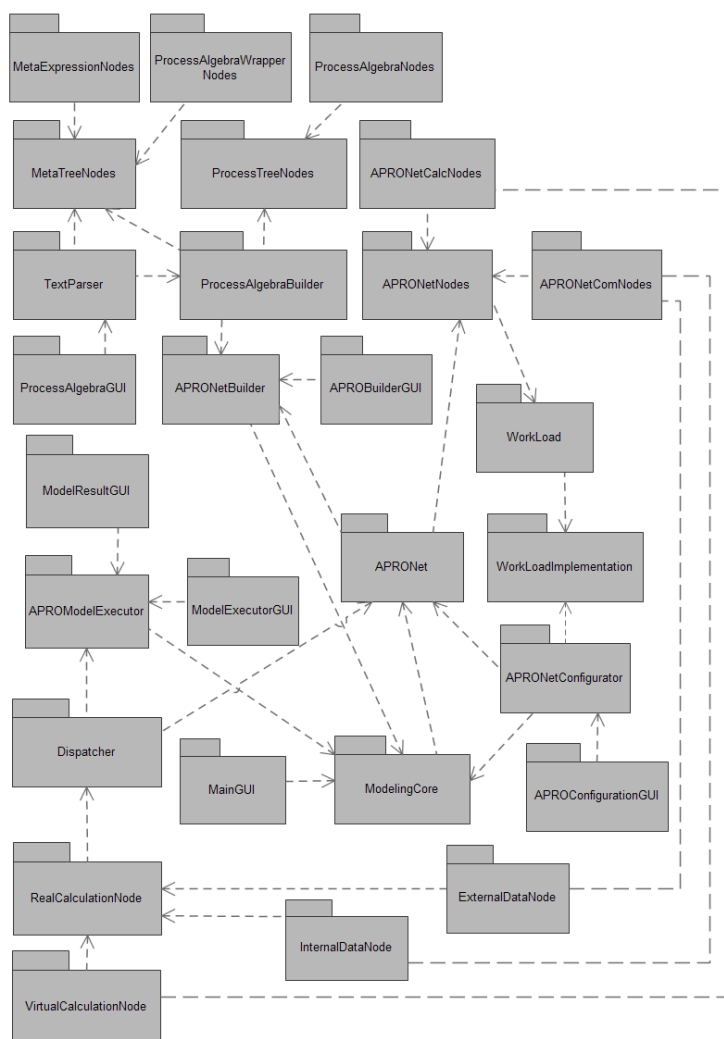 MetaExpressionNodes
ProcessAlgebraWrapper
Nodes
ProcessAlgebraNodes
MetaTreeNodes
ProcessTreeNodes
APRONetCalcNodes
TextParser
ProcessAlgebraBuilder
APRONetNodes
APRONetComNodes
ProcessAlgebraGUI
APRONetBuilder
APROBuilderGUI
WorkLoad
ModelResultGUI
APRONet
WorkLoadImplementation
APROModelExecutor
ModelExecutorGUI
APRONetConfigurator
Dispatcher
MainGUI
ModelingCore
APROConfigurationGUI
RealCalculationNode
ExternalDataNode
InternalDataNode
VirtualCalculationNode